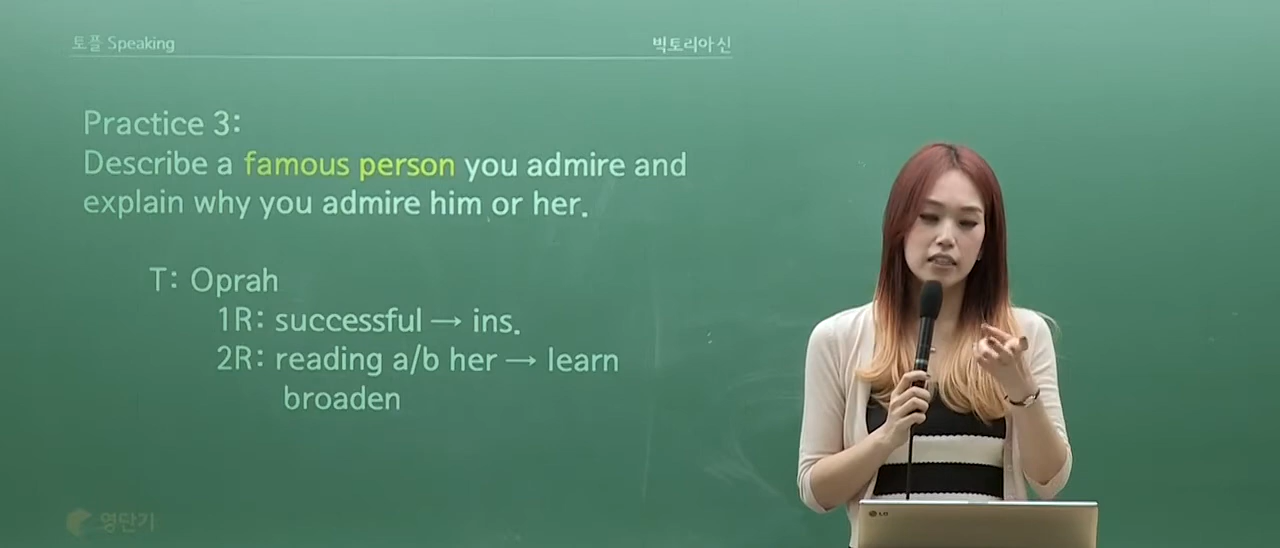 토플 Speaking
빅토리아 신
Practice 3:
Describe a famous person you admire and
explain why you admire him or her.
T: Oprah
1R: successful → ins.
2R: reading a/b her → learn
broaden
영단기
LG